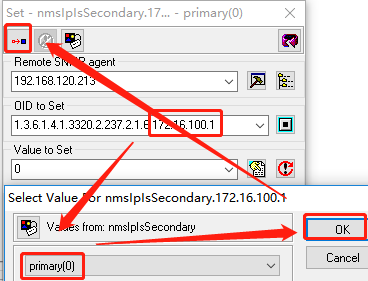 Set - nmsIpIsSecondary.17... - primary(0)
Remote SNMP agent
192.168.120.213
OID to Set
1.3.6.1.4.1.3320.2.237.2.1.6.172.16.100.1
Value to Set
0
Select Value For nmsIpIsSecondary.172.16.100.1
Values from: nmsIpIsSecondary
OK
primary(0)
Cancel